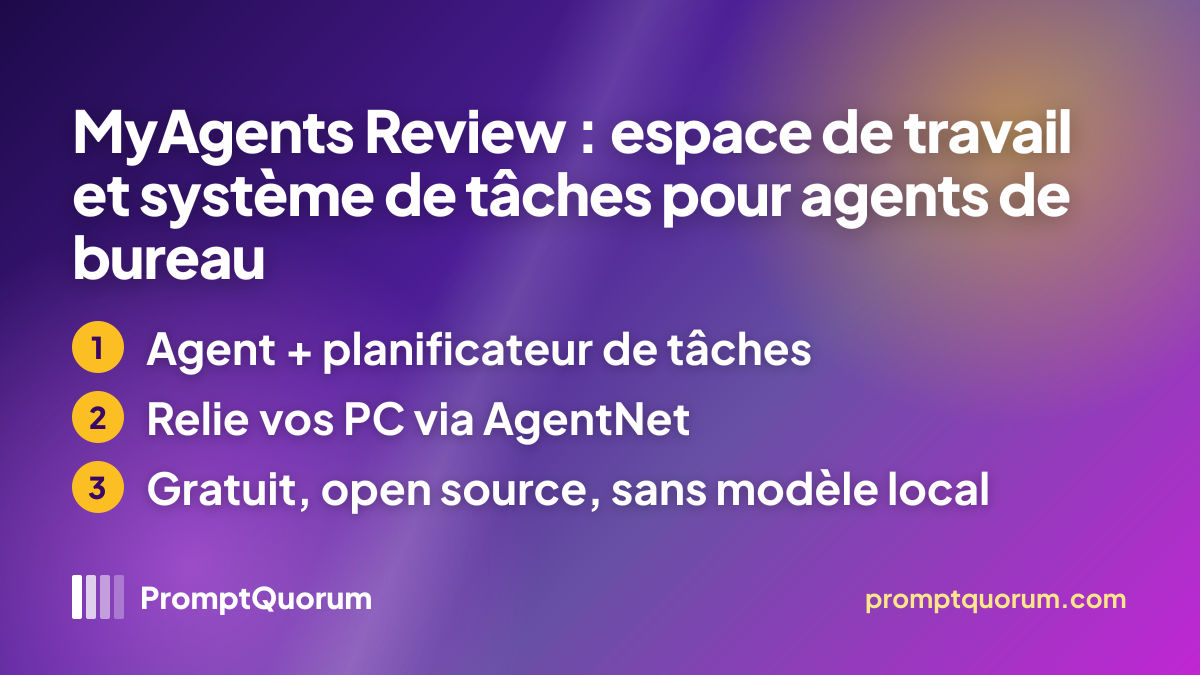 MyAgents Review : espace de travail
et système de tâches pour agents de
bureau
1 Agent + planificateur de tâches
2 Relie vos PC via AgentNet
3 Gratuit, open source, sans modèle local
PromptQuorum
promptquorum.com